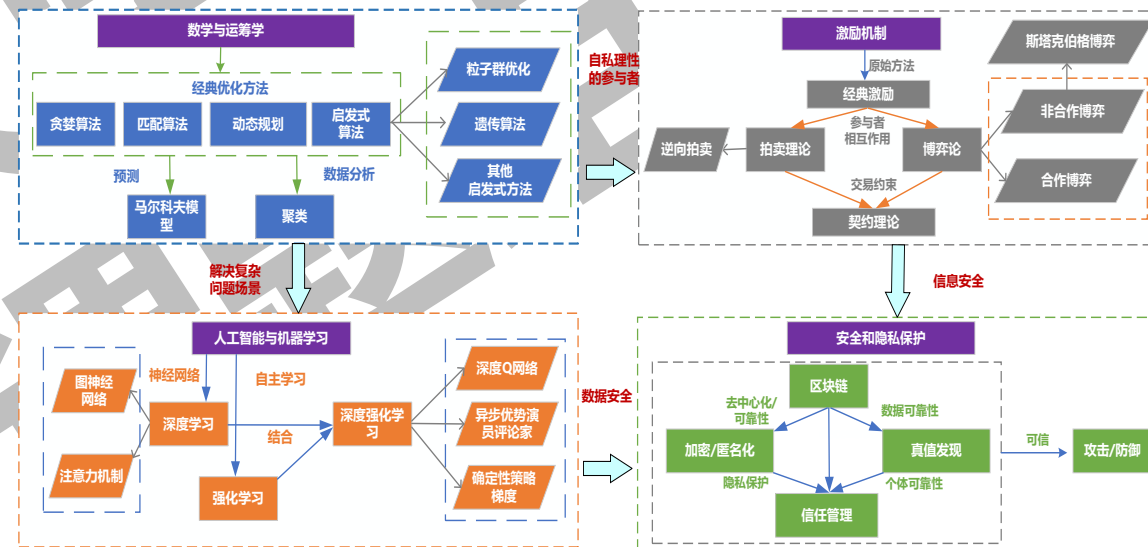 数学与运筹学
经典优化方法
贪婪算法
匹配算法
动态规划
启发式
算法
粒子群优化
遗传算法
其他
启发式方法
预测
数据分析
马尔科夫模
型
聚类
自私理性
的参与者
激励机制
原始方法
经典激励
参与者
相互作用
逆向拍卖
拍卖理论
博弈论
交易约束
契约理论
斯塔克伯格博弈
非合作博弈
合作博弈
解决复杂
问题场景
信息安全
人工智能与机器学习
神经网络
自主学习
图神经
网络
深度学习
注意力机制
结合
强化学习
深度强化学
习
深度Q网络
异步优势演
员评论家
确定性策略
梯度
数据安全
安全和隐私保护
区块链
去中心化/
可靠性
数据可靠性
加密/匿名化
真值发现
隐私保护
个体可靠性
信任管理
可信
攻击/防御